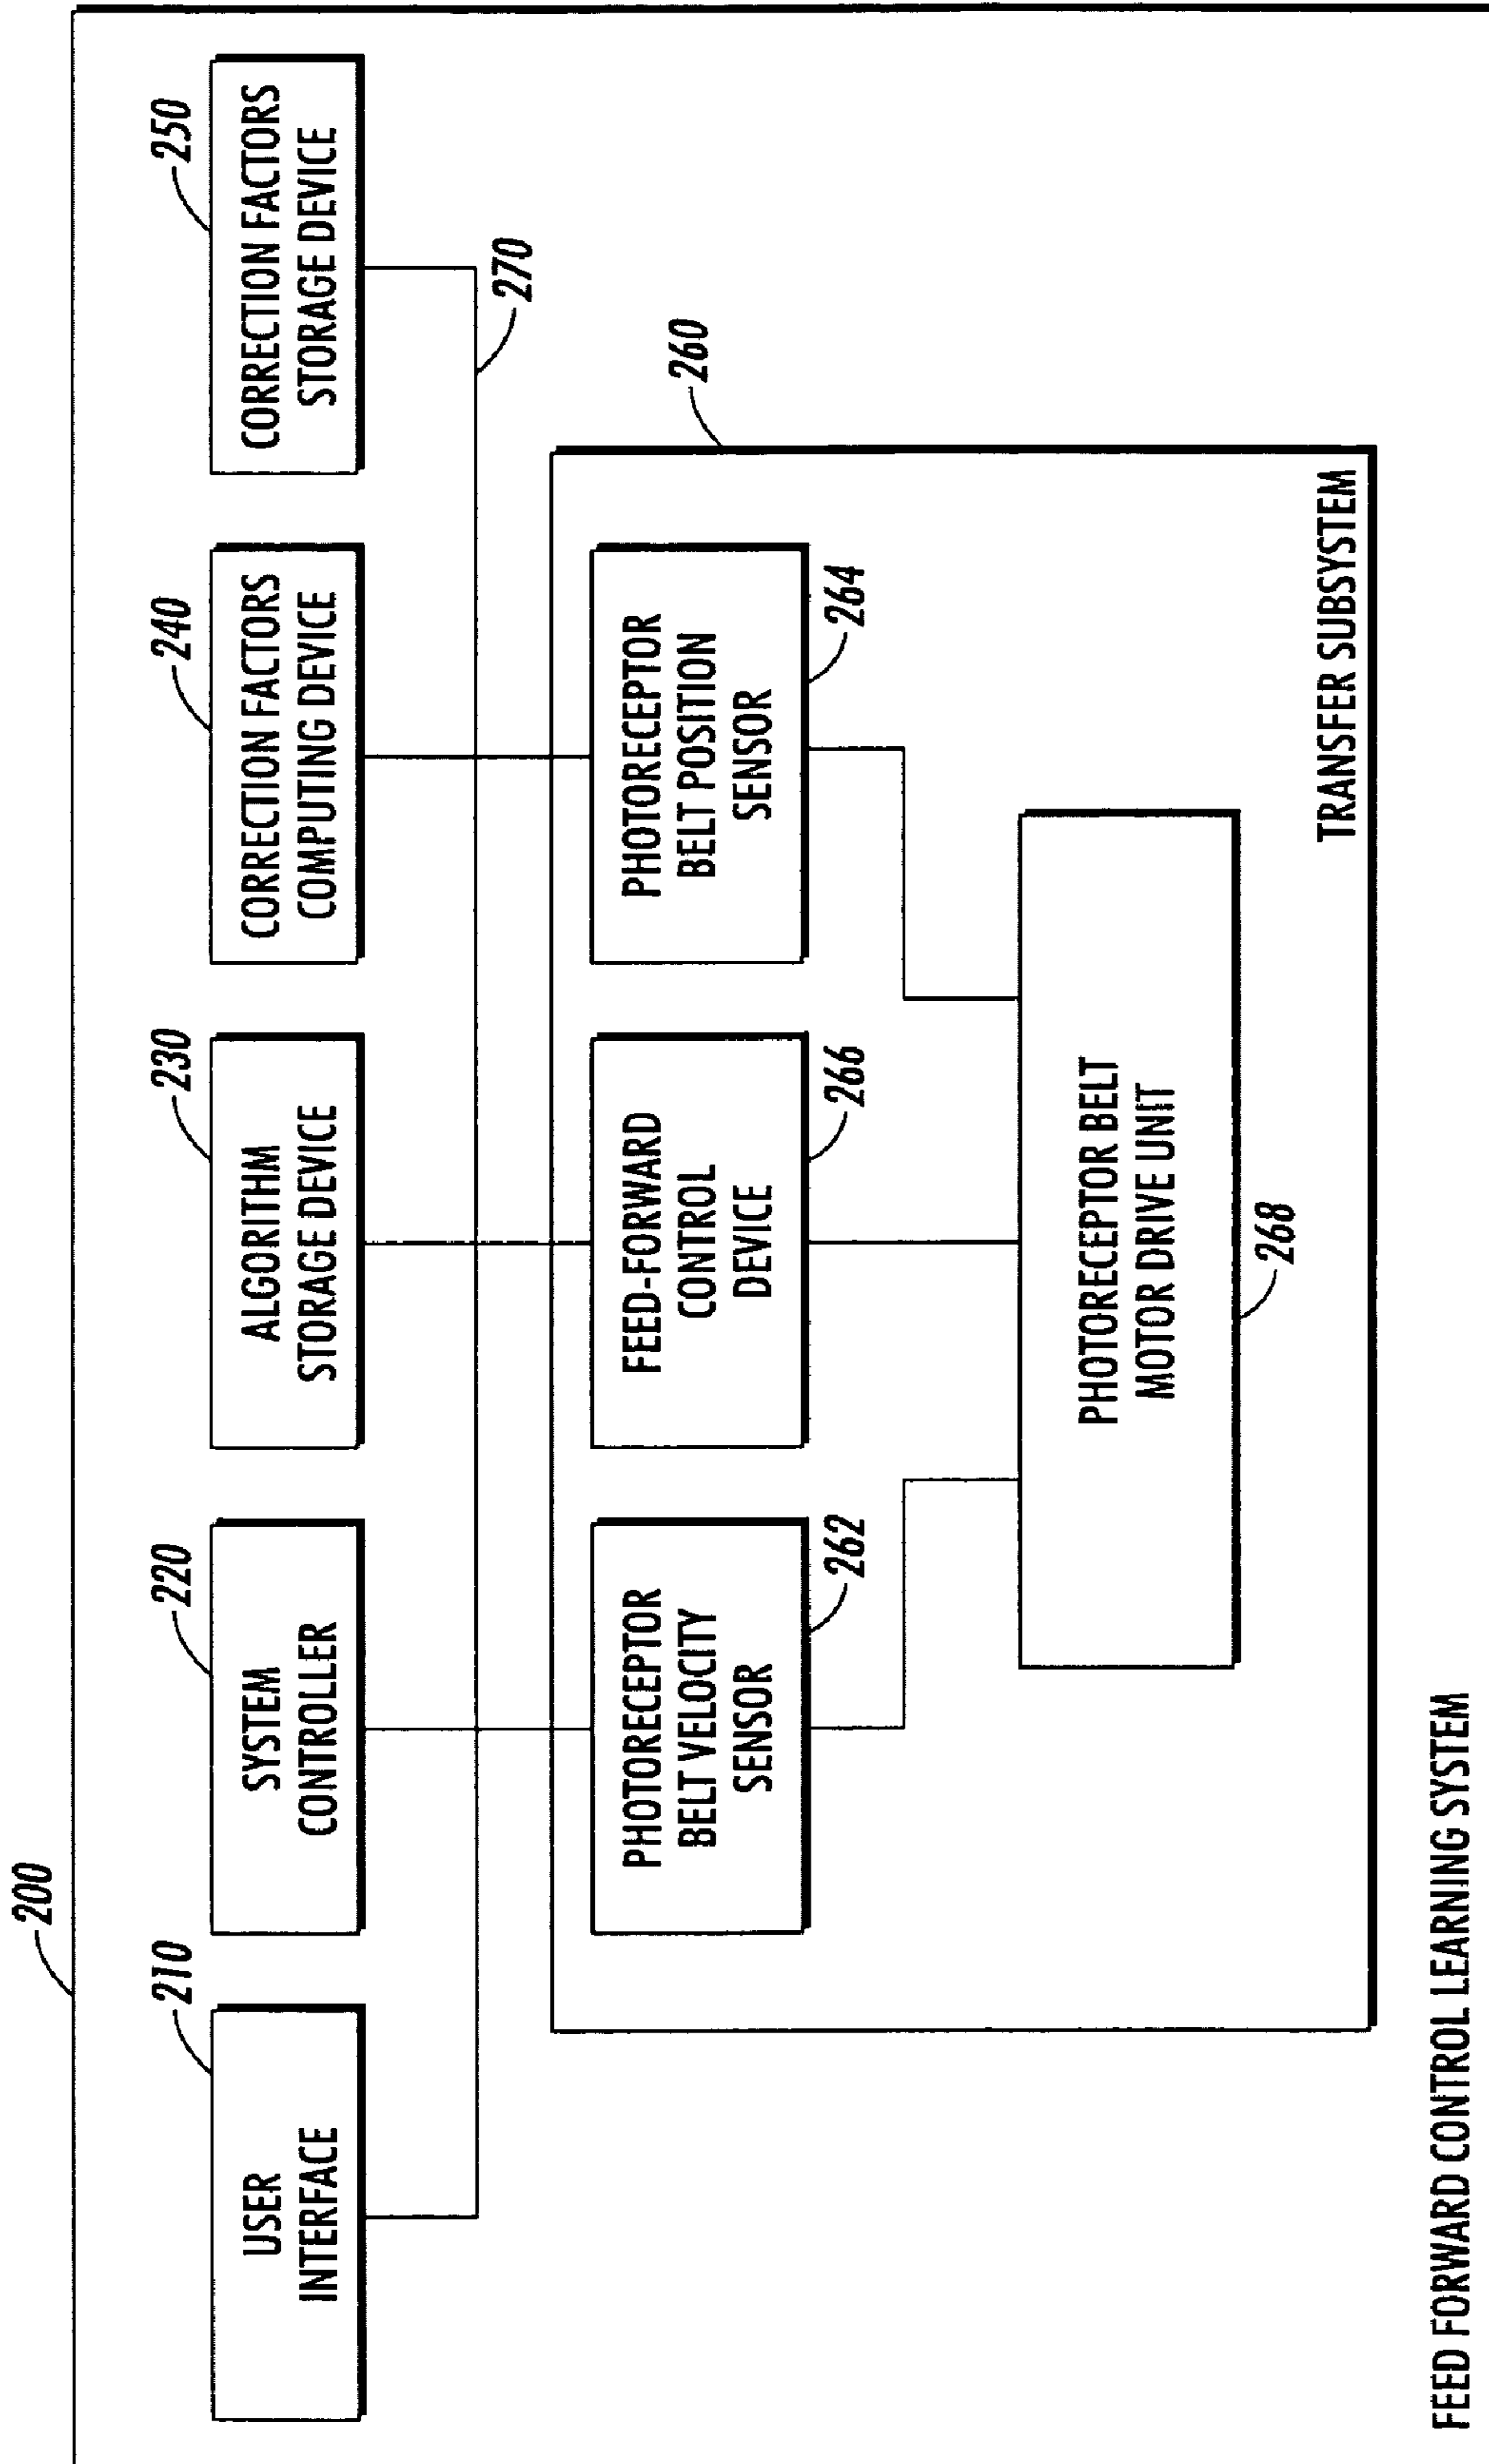 200
210
220
230
240
250
USER
INTERFACE
SYSTEM
CONTROLLER
ALGORITHM
STORAGE DEVICE
CORRECTION FACTORS
COMPUTING DEVICE
CORRECTION FACTORS
STORAGE DEVICE
270
260
PHOTORECEPTOR
BELT VELOCITY
SENSOR
262
FEED-FORWARD
CONTROL
DEVICE
266
PHOTORECEPTOR
BELT POSITION
SENSOR
264
PHOTORECEPTOR BELT
MOTOR DRIVE UNIT
268
TRANSFER SUBSYSTEM
FEED FORWARD CONTROL LEARNING SYSTEM